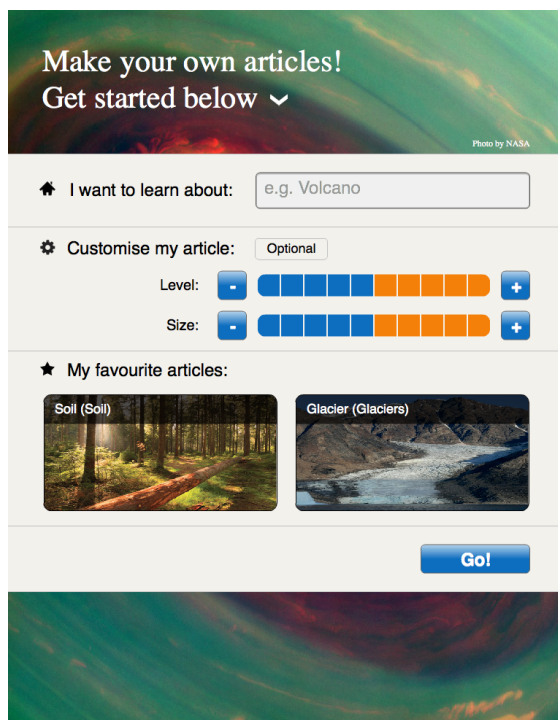 Make your own articles!
Get started below
Photo by NASA
I want to learn about: e.g. Volcano
Customise my article: Optional
Level: - +
Size: - +
My favourite articles:
Soil (Soil) Glacier (Glaciers)
Go!